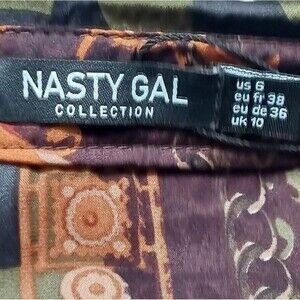 NASTY GAL
COLLECTION
us 6
eu fr 38
eu de 36
uk 10